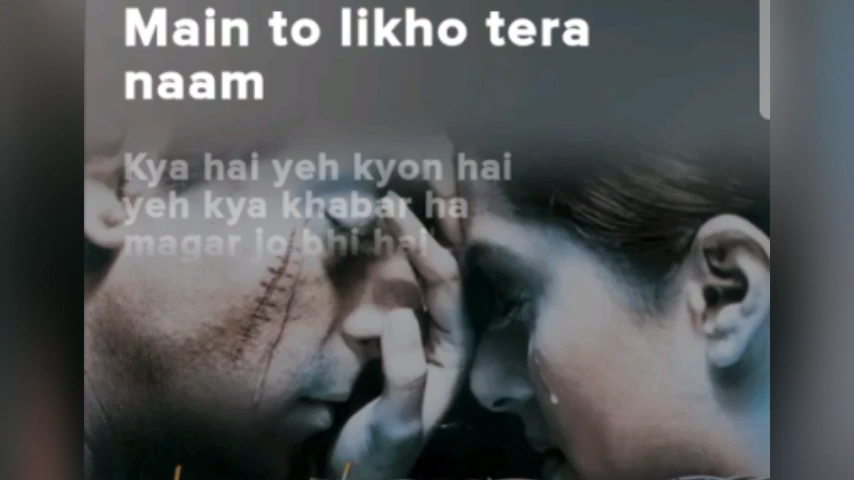 Main to likho tera
naam
Kya hai yeh kyon hai
yeh kya khabar ha
magar jo bhi hai